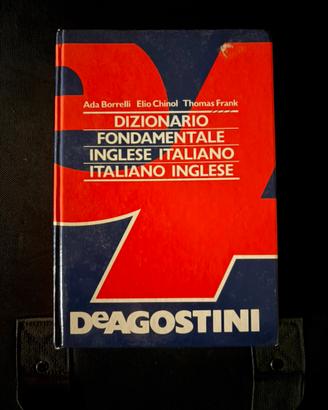 Ada Borrelli Elio Chinol Thomas Frank
DIZIONARIO
FONDAMENTALE
INGLESE ITALIANO
ITALIANO INGLESE
DeAGOSTINI